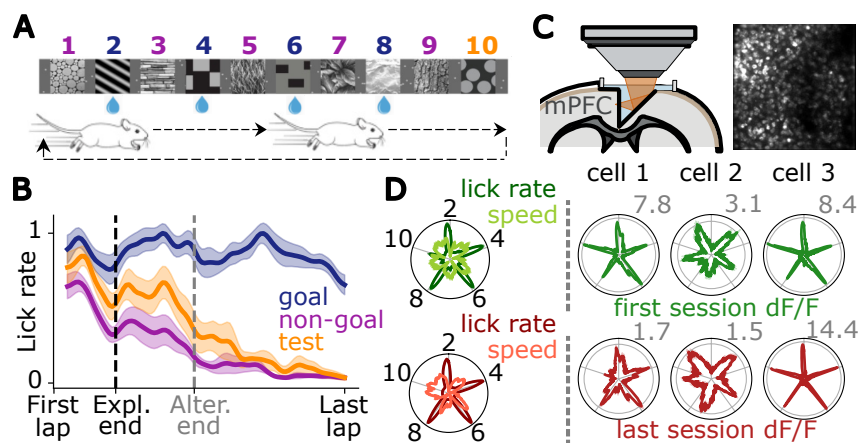 A
1 2 3 4 5 6 7 8 9 10
B
Lick rate
1
0
goal
non-goal
test
First lap
Expl. end
Alter. end
Last lap
C
mPFC
D
lick rate
speed
2
10
8
6
4
lick rate
speed
2
10
8
6
4
cell 1
cell 2
cell 3
7.8
3.1
8.4
first session dF/F
1.7
1.5
14.4
last session dF/F